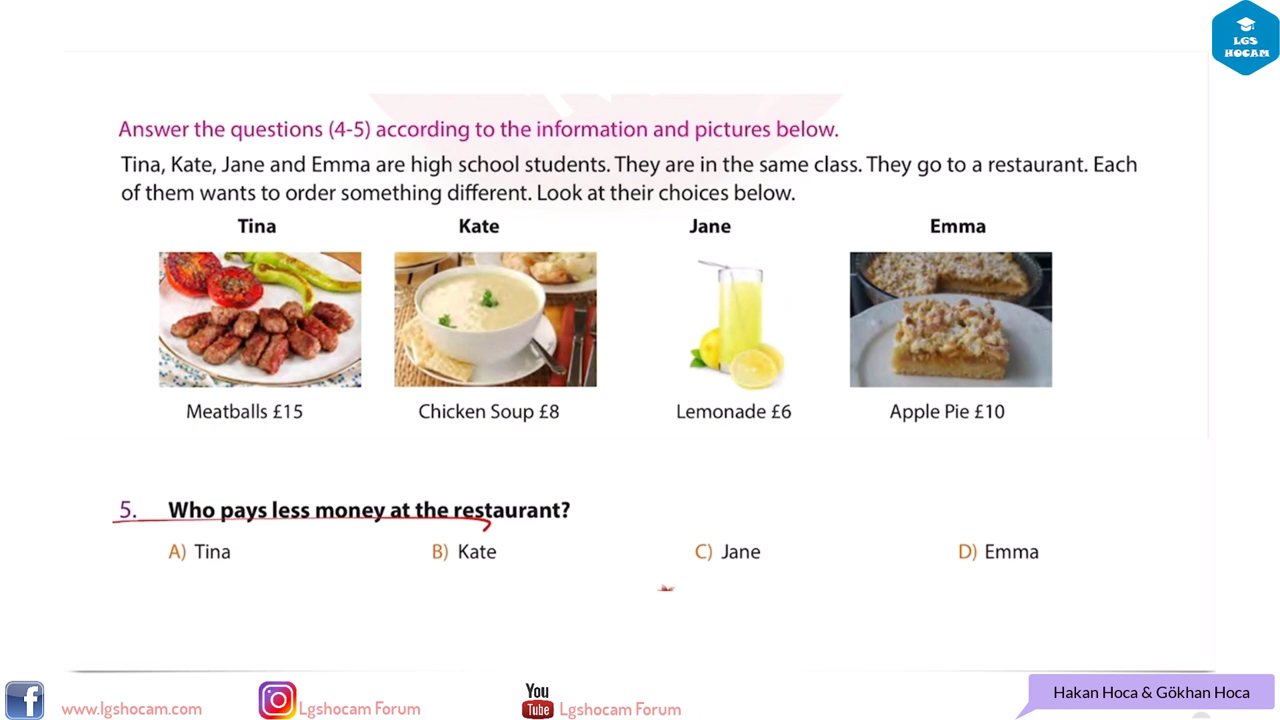 LGS
HOCAM
Answer the questions (4-5) according to the information and pictures below.
Tina, Kate, Jane and Emma are high school students. They are in the same class. They go to a restaurant. Each
of them wants to order something different. Look at their choices below.
Tina Kate Jane Emma
Meatballs £15 Chicken Soup £8 Lemonade £6 Apple Pie £10
5. Who pays less money at the restaurant?
A) Tina B) Kate C) Jane D) Emma
www.lgshocam.com Lgshocam Forum You Tube Lgshocam Forum
Hakan Hoca & Gökhan Hoca